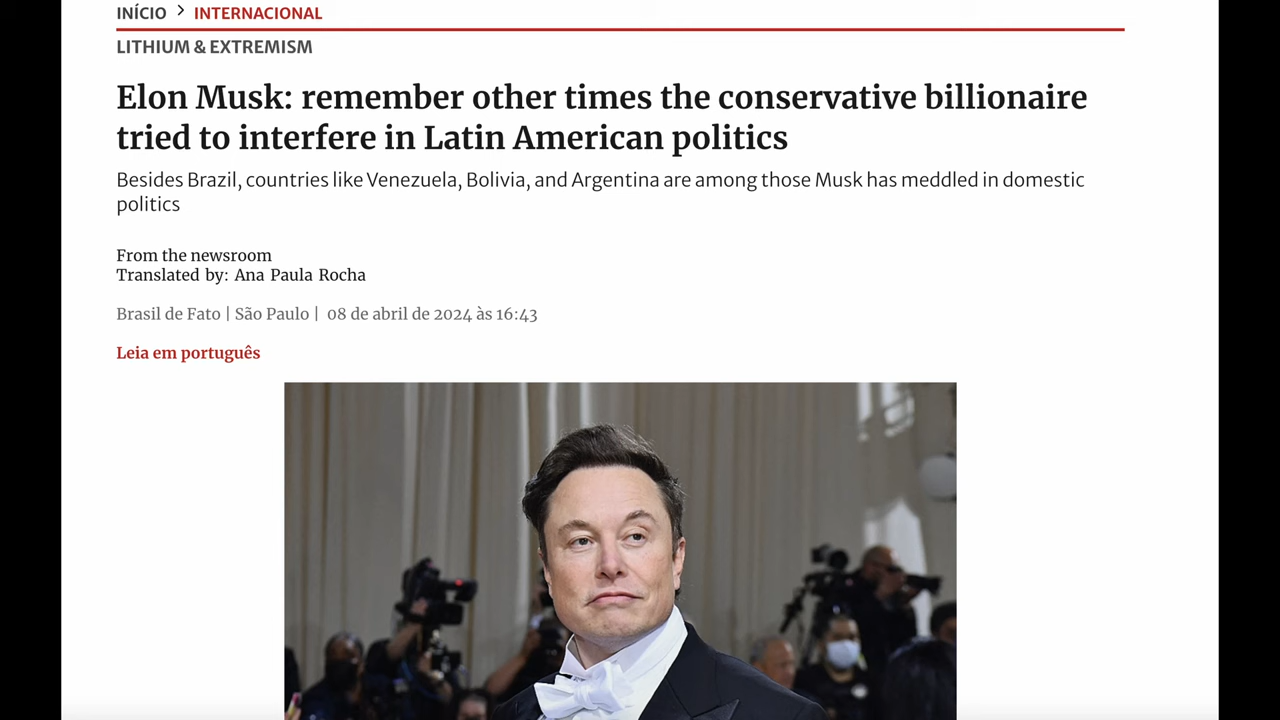 INÍCIO > INTERNACIONAL
LITHIUM & EXTREMISM
Elon Musk: remember other times the conservative billionaire
tried to interfere in Latin American politics
Besides Brazil, countries like Venezuela, Bolivia, and Argentina are among those Musk has meddled in domestic
politics
From the newsroom
Translated by: Ana Paula Rocha
Brasil de Fato | São Paulo | 08 de abril de 2024 às 16:43
Leia em português